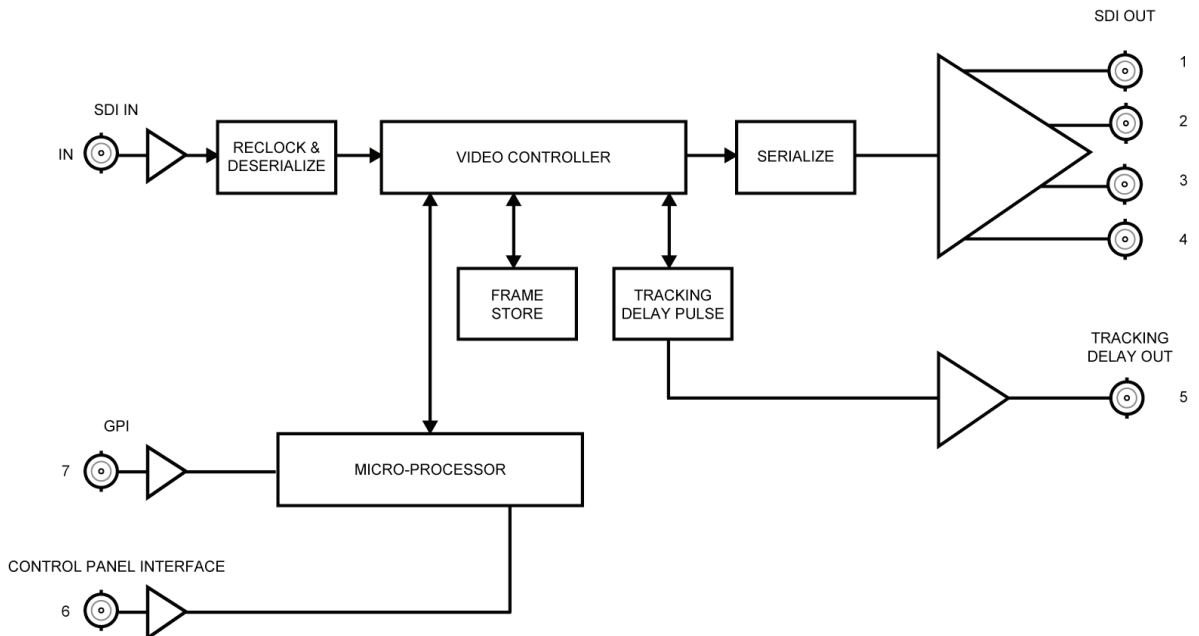 SDI OUT
1
SDI IN
2
IN
RECLOCK &
DESERIALIZE
VIDEO CONTROLLER
SERIALIZE
3
4
FRAME
STORE
TRACKING
DELAY PULSE
TRACKING
DELAY OUT
5
GPI
7
MICRO-PROCESSOR
CONTROL PANEL INTERFACE
6